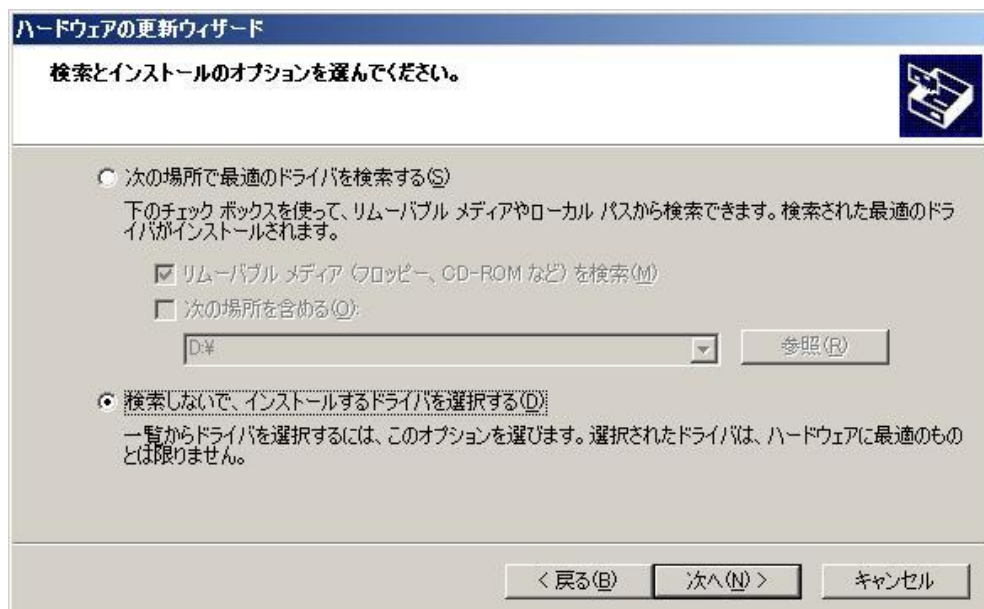 ハードウェアの更新ウィザード
検索とインストールのオプションを選んでください。
次の場所で最適のドライバを検索する(S)
下のチェック ボックスを使って、リムーバブル メディアやローカル パスから検索できます。検索された最適のドラ
イバがインストールされます。
リムーバブル メディア (フロッピー、CD-ROM など) を検索(M)
次の場所を含める(O):
D:¥
参照(R)
検索しないで、インストールするドライバを選択する(D)
一覧からドライバを選択するには、このオプションを選びます。選択されたドライバは、ハードウェアに最適のもの
とは限りません。
< 戻る(B)
次へ(N) >
キャンセル